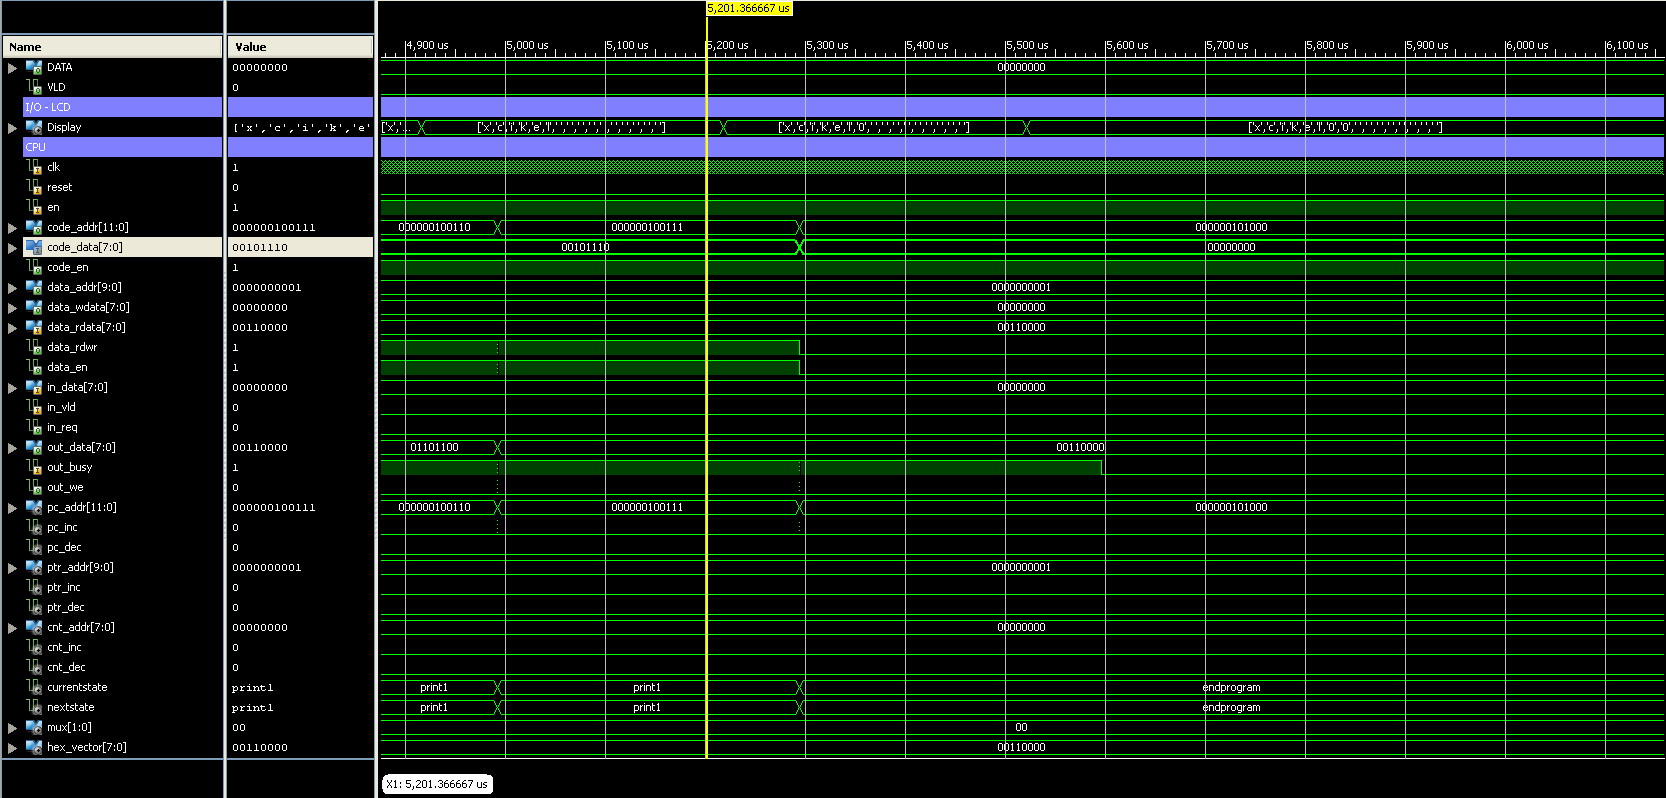 5,201.366667 us
Name Value 4,900 us 5,000 us 5,100 us 5,200 us 5,300 us 5,400 us 5,500 us 5,600 us 5,700 us 5,800 us 5,900 us 6,000 us 6,100 us
DATA 00000000 00000000
VLD 0
I/O - LCD
Display ['x','c','i','k','e' ['x',... ['x','c','i','k','e','l',' ',' ',' ',' ',' ',' ',' ',' ',' ',' '] ['x','c','i','k','e','l','0',' ',' ',' ',' ',' ',' ',' ',' ',' '] ['x','c','i','k','e','l','0','0',' ',' ',' ',' ',' ',' ',' ',' ']
CPU
clk 1
reset 0
en 1
code_addr[11:0] 000000100111 000000100110 000000100111 000000101000
code_data[7:0] 00101110 00101110 00000000
code_en 1
data_addr[9:0] 0000000001 0000000001
data_wdata[7:0] 00000000 00000000
data_rdata[7:0] 00110000 00110000
data_rdwr 1
data_en 1
in_data[7:0] 00000000 00000000
in_vld 0
in_req 0
out_data[7:0] 00110000 01101100 00110000
out_busy 1
out_we 0
pc_addr[11:0] 000000100111 000000100110 000000100111 000000101000
pc_inc 0
pc_dec 0
ptr_addr[9:0] 0000000001 0000000001
ptr_inc 0
ptr_dec 0
cnt_addr[7:0] 00000000 00000000
cnt_inc 0
cnt_dec 0
currentstate print1 print1 print1 endprogram
nextstate print1 print1 print1 endprogram
mux[1:0] 00 00
hex_vector[7:0] 00110000 00110000
X1: 5,201.366667 us